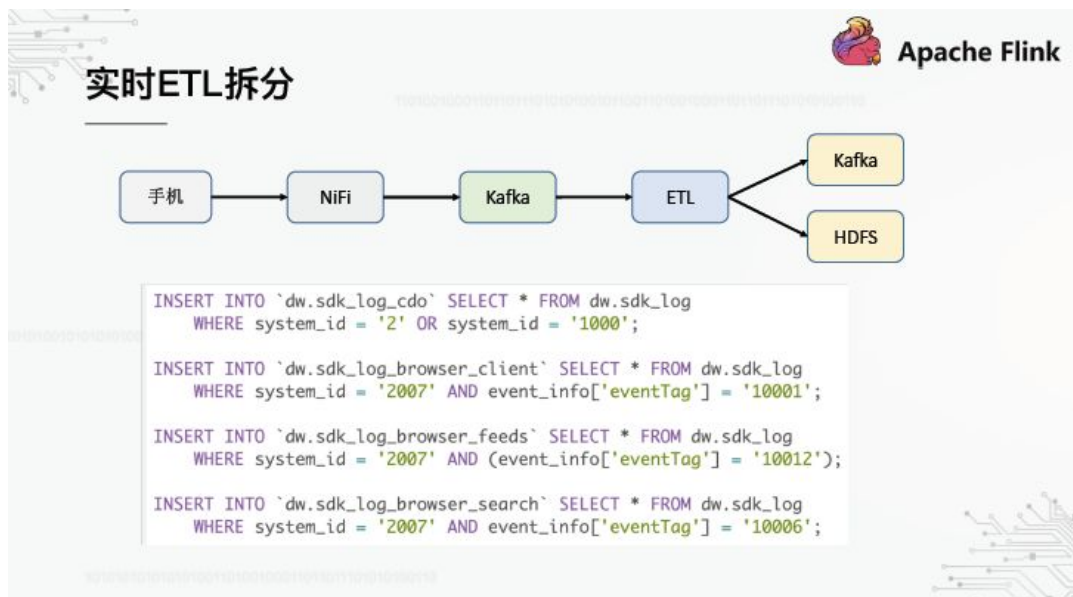 Apache Flink
实时ETL拆分
手机
NiFi
Kafka
ETL
Kafka
HDFS
INSERT INTO `dw.sdk_log_cdo` SELECT * FROM dw.sdk_log
WHERE system_id = '2' OR system_id = '1000';
INSERT INTO `dw.sdk_log_browser_client` SELECT * FROM dw.sdk_log
WHERE system_id = '2007' AND event_info['eventTag'] = '10001';
INSERT INTO `dw.sdk_log_browser_feeds` SELECT * FROM dw.sdk_log
WHERE system_id = '2007' AND (event_info['eventTag'] = '10012');
INSERT INTO `dw.sdk_log_browser_search` SELECT * FROM dw.sdk_log
WHERE system_id = '2007' AND event_info['eventTag'] = '10006';